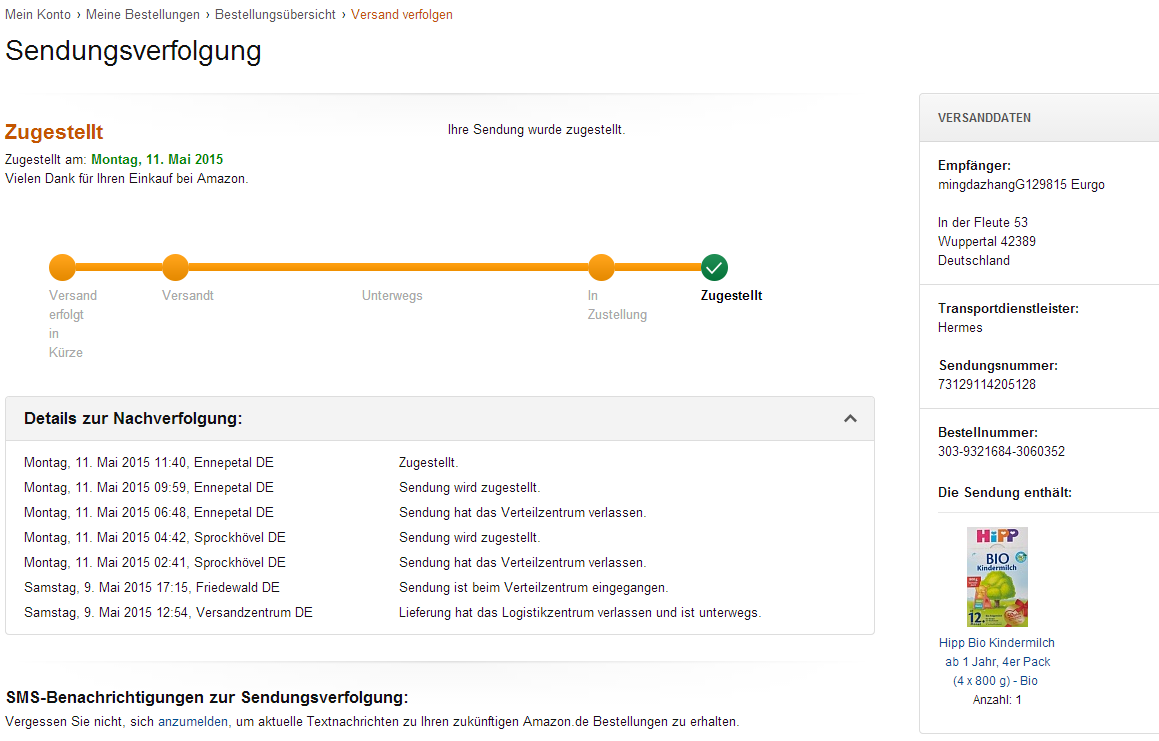 Mein Konto › Meine Bestellungen › Bestellungsübersicht › Versand verfolgen
Sendungsverfolgung
Zugestellt
Zugestellt am: Montag, 11. Mai 2015
Vielen Dank für Ihren Einkauf bei Amazon.
Ihre Sendung wurde zugestellt.
Versand
erfolgt
in
Kürze
Versandt
Unterwegs
In
Zustellung
Zugestellt
Details zur Nachverfolgung:
Montag, 11. Mai 2015 11:40, Ennepetal DE Zugestellt.
Montag, 11. Mai 2015 09:59, Ennepetal DE Sendung wird zugestellt.
Montag, 11. Mai 2015 06:48, Ennepetal DE Sendung hat das Verteilzentrum verlassen.
Montag, 11. Mai 2015 04:42, Sprockhövel DE Sendung wird zugestellt.
Montag, 11. Mai 2015 02:41, Sprockhövel DE Sendung hat das Verteilzentrum verlassen.
Samstag, 9. Mai 2015 17:15, Friedewald DE Sendung ist beim Verteilzentrum eingegangen.
Samstag, 9. Mai 2015 12:54, Versandzentrum DE Lieferung hat das Logistikzentrum verlassen und ist unterwegs.
SMS-Benachrichtigungen zur Sendungsverfolgung:
Vergessen Sie nicht, sich anzumelden, um aktuelle Textnachrichten zu Ihren zukünftigen Amazon.de Bestellungen zu erhalten.
VERSANDDATEN
Empfänger:
mingdazhangG129815 Eurgo
In der Fleute 53
Wuppertal 42389
Deutschland
Transportdienstleister:
Hermes
Sendungsnummer:
73129114205128
Bestellnummer:
303-9321684-3060352
Die Sendung enthält:
HiPP
BIO
Kindermilch
12.
Hipp Bio Kindermilch
ab 1 Jahr, 4er Pack
(4 x 800 g) - Bio
Anzahl: 1